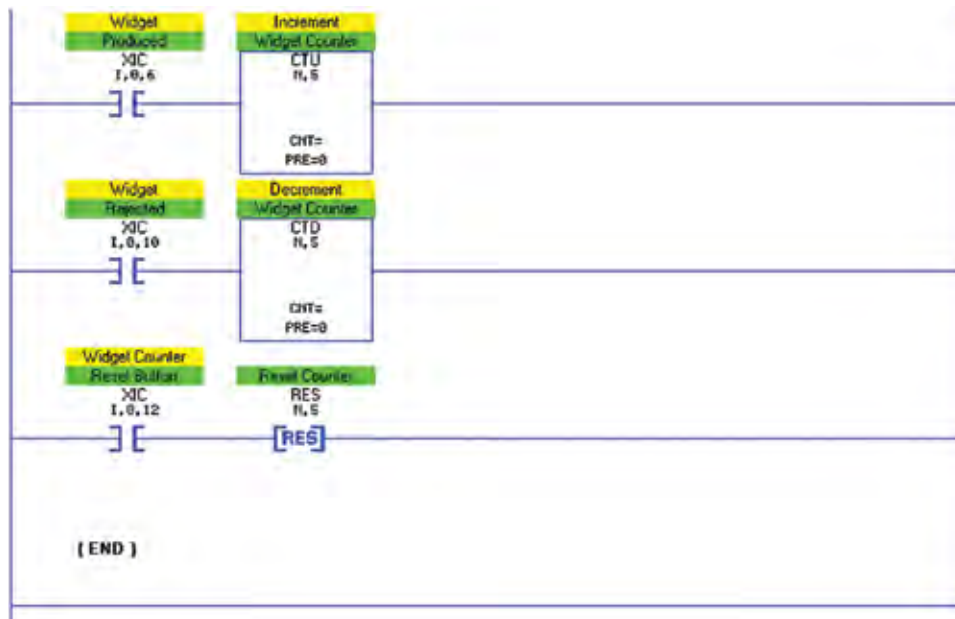 Widget
Produced
XIC
I,0,6
Increment
Widget Counter
CTU
N,5
CNT=
PRE=0
Widget
Rejected
XIC
I,0,10
Decrement
Widget Counter
CTD
N,5
CNT=
PRE=0
Widget Counter
Reset Button
XIC
I,0,12
Reset Counter
RES
N,5
[RES]
(END)